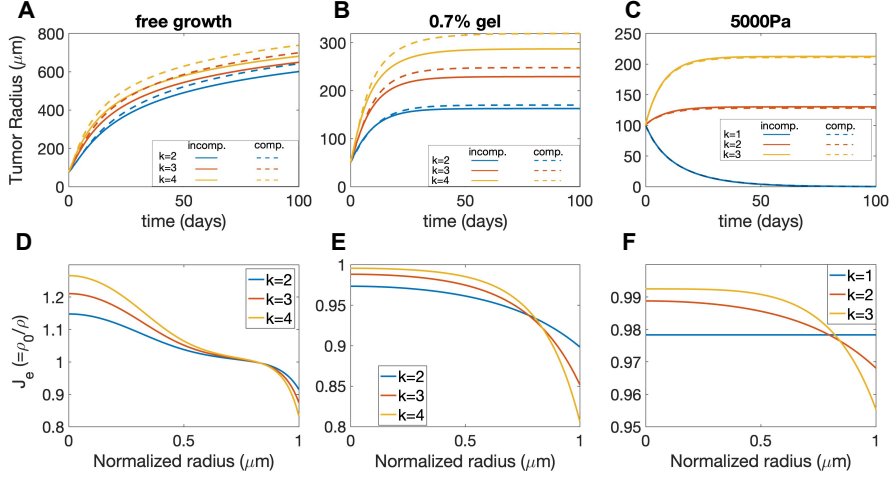 A
free growth
800
600
400
200
0
0
50
100
Tumor Radius (μm)
time (days)
incomp. comp.
k=2
k=3
k=4
B
0.7% gel
300
200
100
0
0
50
100
time (days)
incomp. comp.
k=2
k=3
k=4
C
5000Pa
250
200
150
100
50
0
0
50
100
time (days)
incomp. comp.
k=1
k=2
k=3
D
1.2
1.1
1
0.9
0.8
0
0.5
1
J_e (=ρ_0/ρ)
Normalized radius (μm)
k=2
k=3
k=4
E
1
0.95
0.9
0.85
0.8
0
0.5
1
Normalized radius (μm)
k=2
k=3
k=4
F
0.99
0.98
0.97
0.96
0.95
0
0.5
1
Normalized radius (μm)
k=1
k=2
k=3